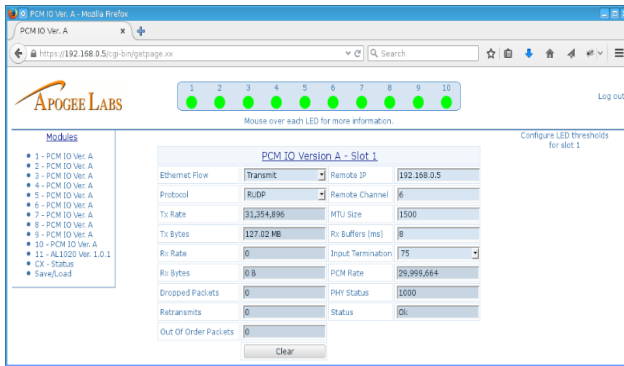 PCM IO Ver. A - Mozilla Firefox
PCM IO Ver. A
https://192.168.0.5/cgi-bin/getpage.xx
Search
APOGEE LABS
1 2 3 4 5 6 7 8 9 10
Mouse over each LED for more information.
Log out
Modules
1 - PCM IO Ver. A
2 - PCM IO Ver. A
3 - PCM IO Ver. A
4 - PCM IO Ver. A
5 - PCM IO Ver. A
6 - PCM IO Ver. A
7 - PCM IO Ver. A
8 - PCM IO Ver. A
9 - PCM IO Ver. A
10 - PCM IO Ver. A
11 - AL1020 Ver. 1.0.1
CX - Status
Save/Load
Configure LED thresholds
for slot 1
PCM IO Version A - Slot 1
Ethernet Flow Transmit Remote IP 192.168.0.5
Protocol RUDP Remote Channel 6
Tx Rate 31,354,896 MTU Size 1500
Tx Bytes 127.02 MB Rx Buffers (ms) 8
Rx Rate 0 Input Termination 75
Rx Bytes 0 B PCM Rate 29,999,664
Dropped Packets 0 PHY Status 1000
Retransmits 0 Status Ok
Out Of Order Packets 0
Clear